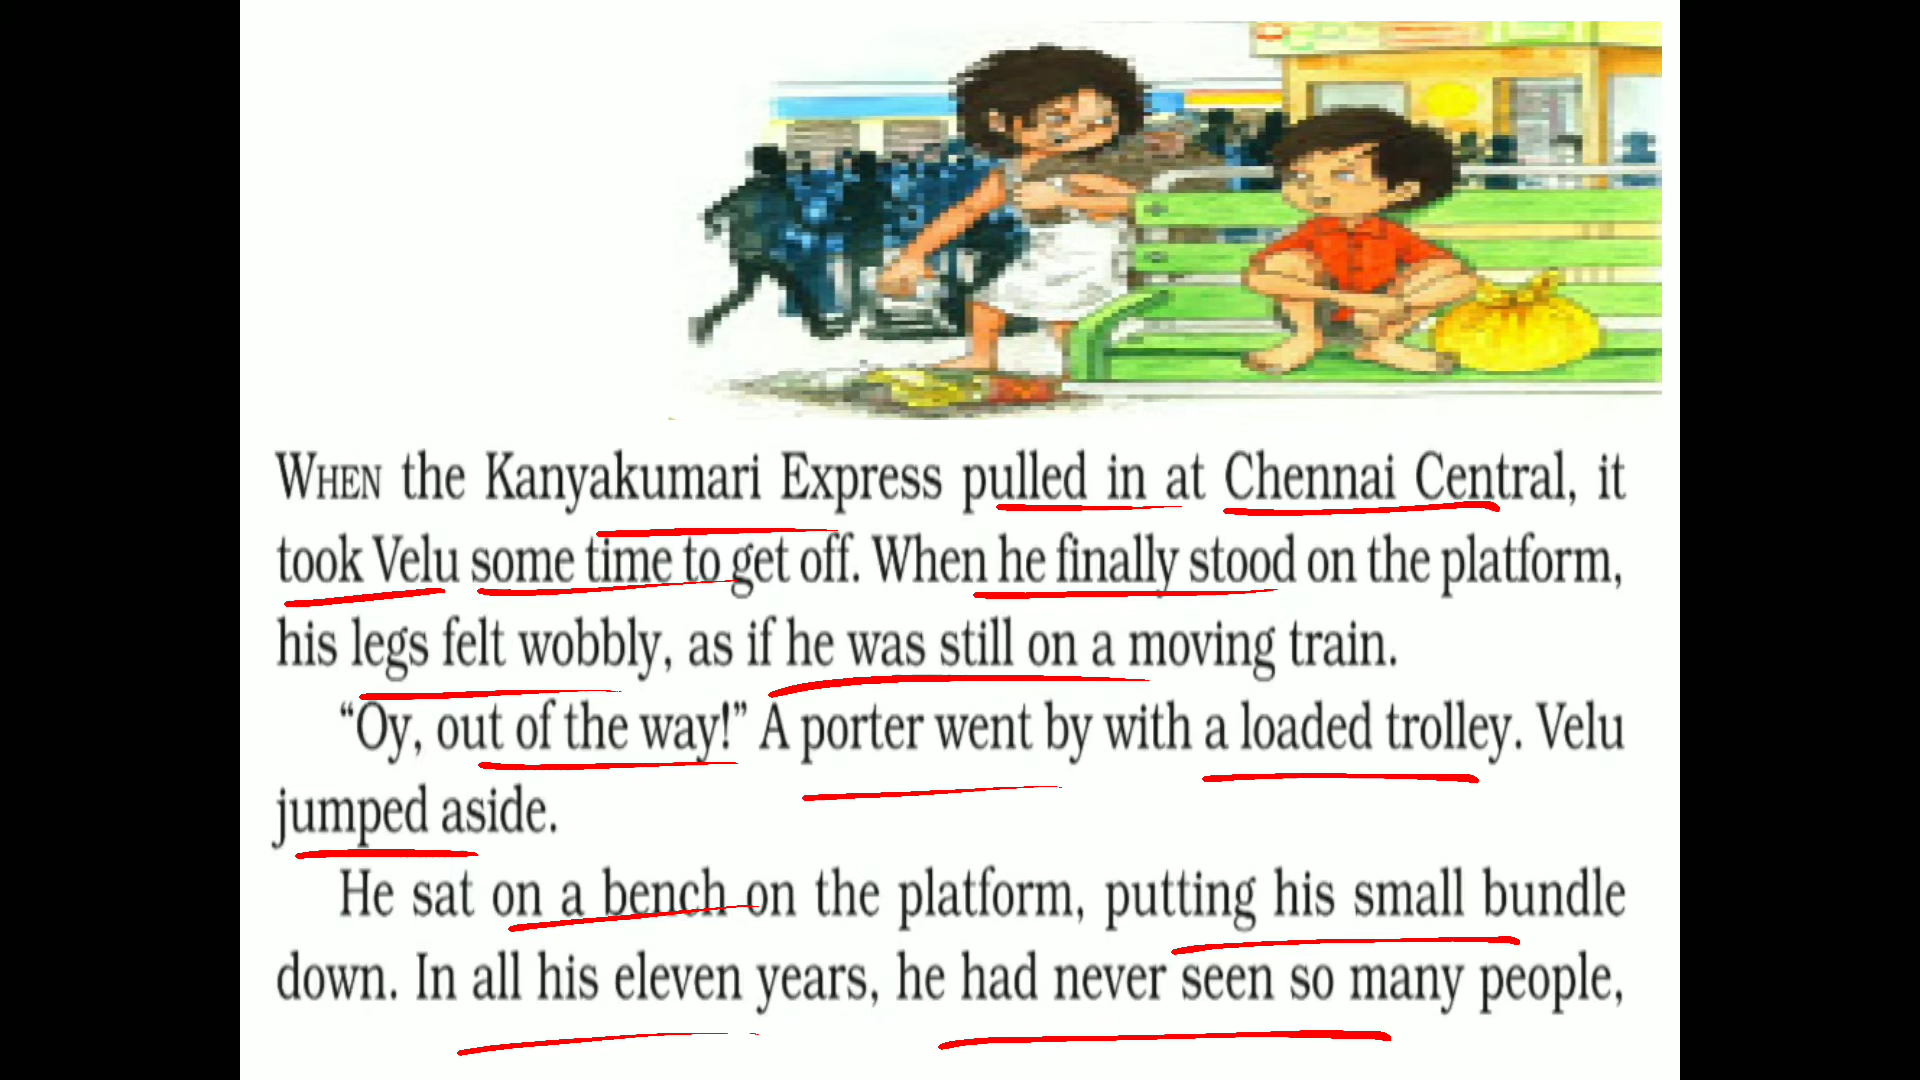 WHEN the Kanyakumari Express pulled in at Chennai Central, it
took Velu some time to get off. When he finally stood on the platform,
his legs felt wobbly, as if he was still on a moving train.
“Oy, out of the way!” A porter went by with a loaded trolley. Velu
jumped aside.
He sat on a bench on the platform, putting his small bundle
down. In all his eleven years, he had never seen so many people,